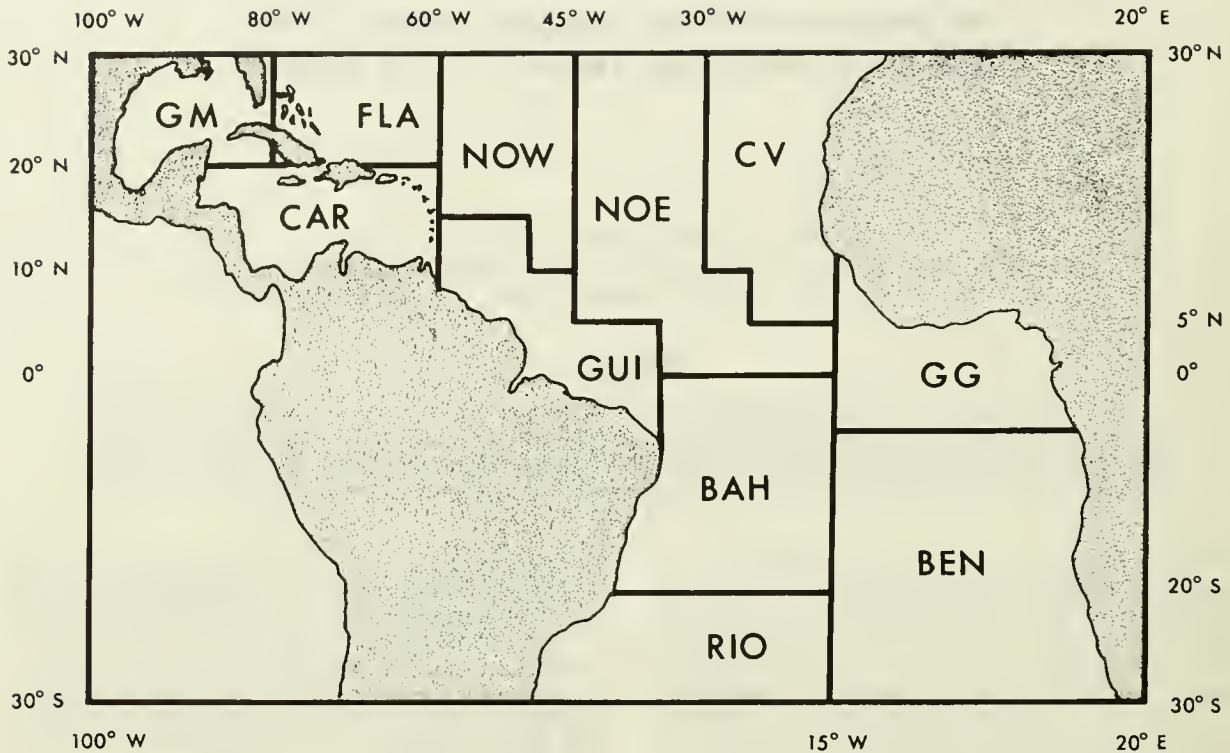 100° W 80° W 60° W 45° W 30° W 20° E
30° N 30° N
GM FLA
NOW CV
20° N
NOE
CAR
10° N
5° N
GUI GG
0° 0°
BAH
BEN
20° S
RIO
30° S 30° S
100° W 15° W 20° E